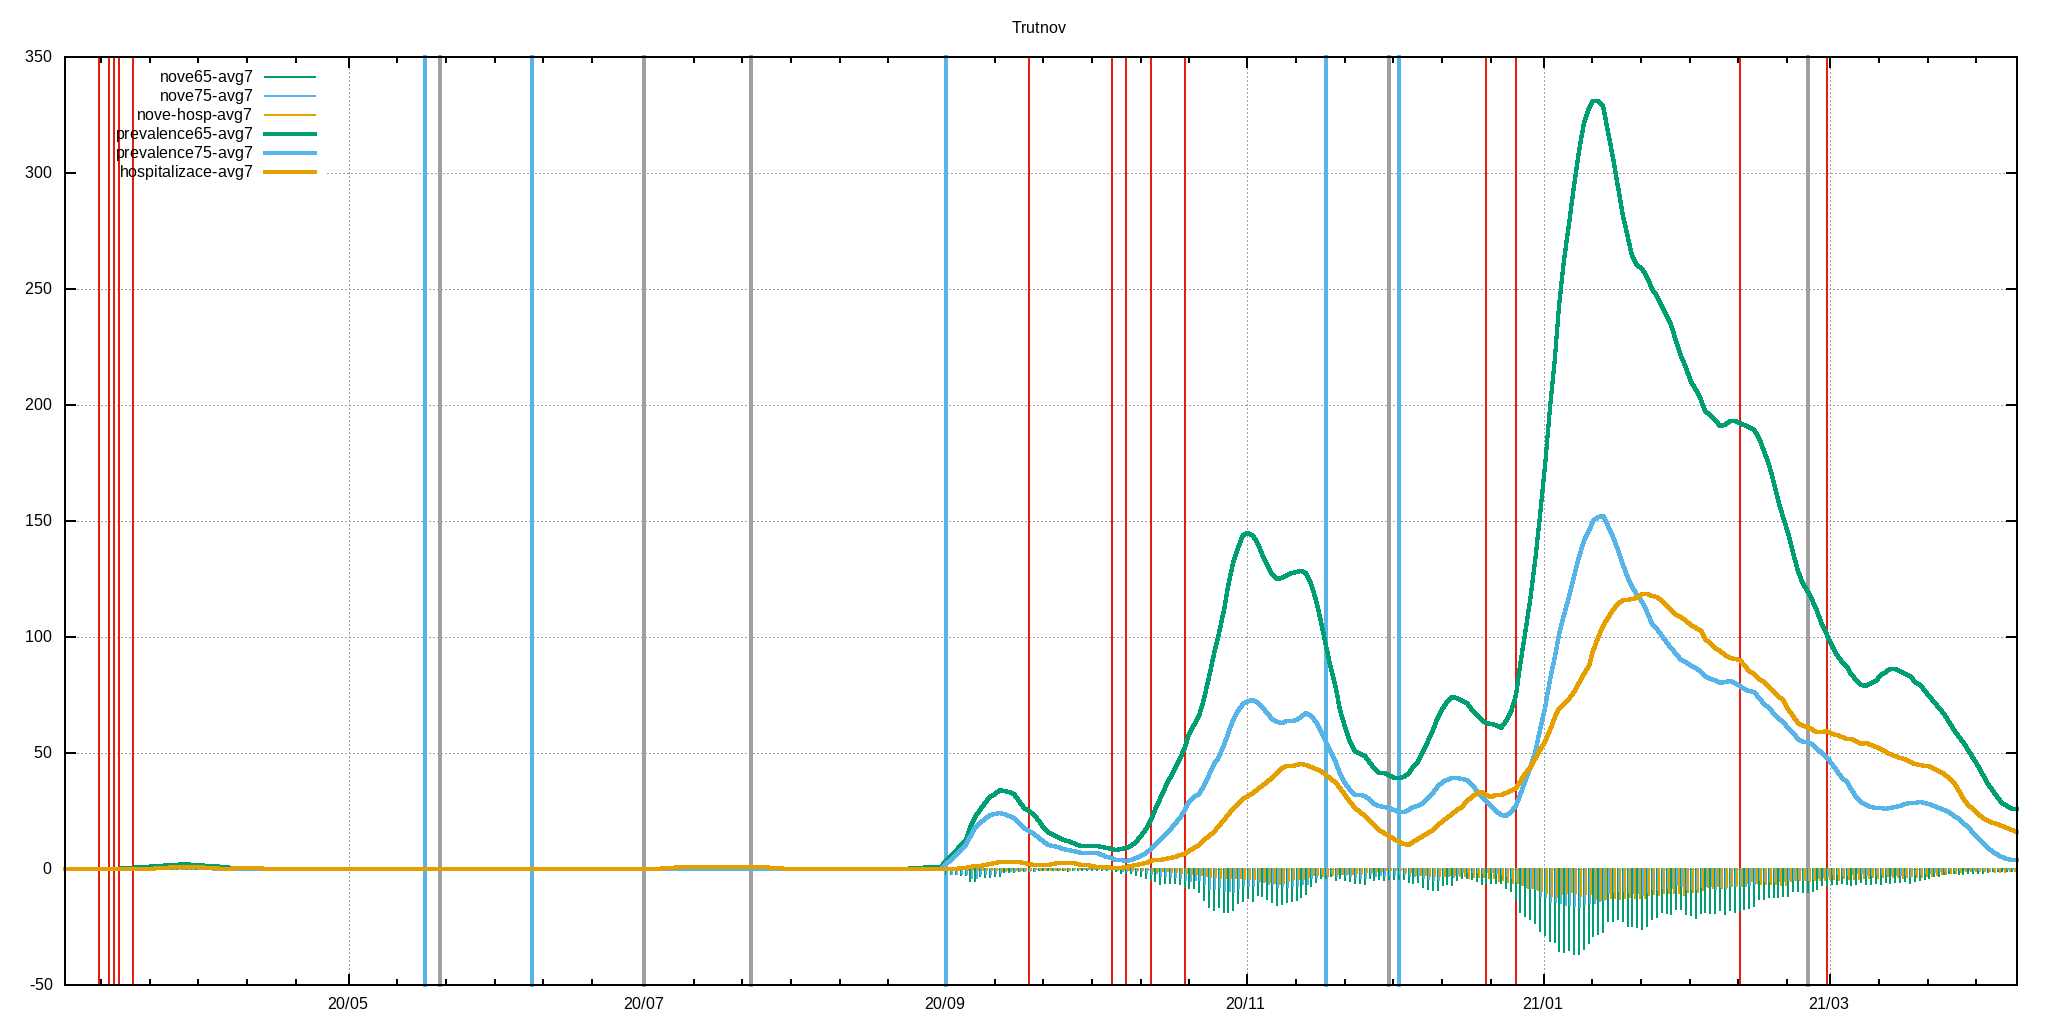 Trutnov
350
300
250
200
150
100
50
0
-50
nove65-avg7
nove75-avg7
nove-hosp-avg7
prevalence65-avg7
prevalence75-avg7
hospitalizace-avg7
20/05
20/07
20/09
20/11
21/01
21/03